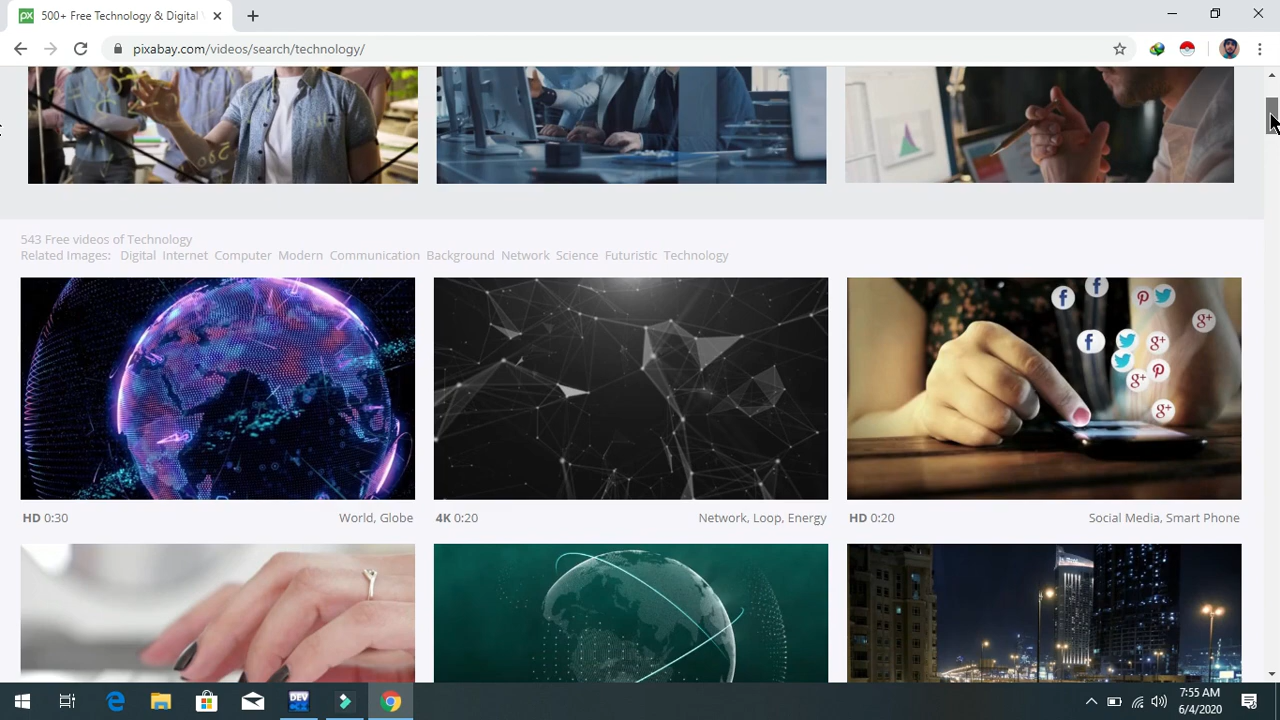 px 500+ Free Technology & Digital
pixabay.com/videos/search/technology/
543 Free videos of Technology
Related Images: Digital Internet Computer Modern Communication Background Network Science Futuristic Technology
HD 0:30 World, Globe
4K 0:20 Network, Loop, Energy
HD 0:20 Social Media, Smart Phone
DEV
7:55 AM
6/4/2020